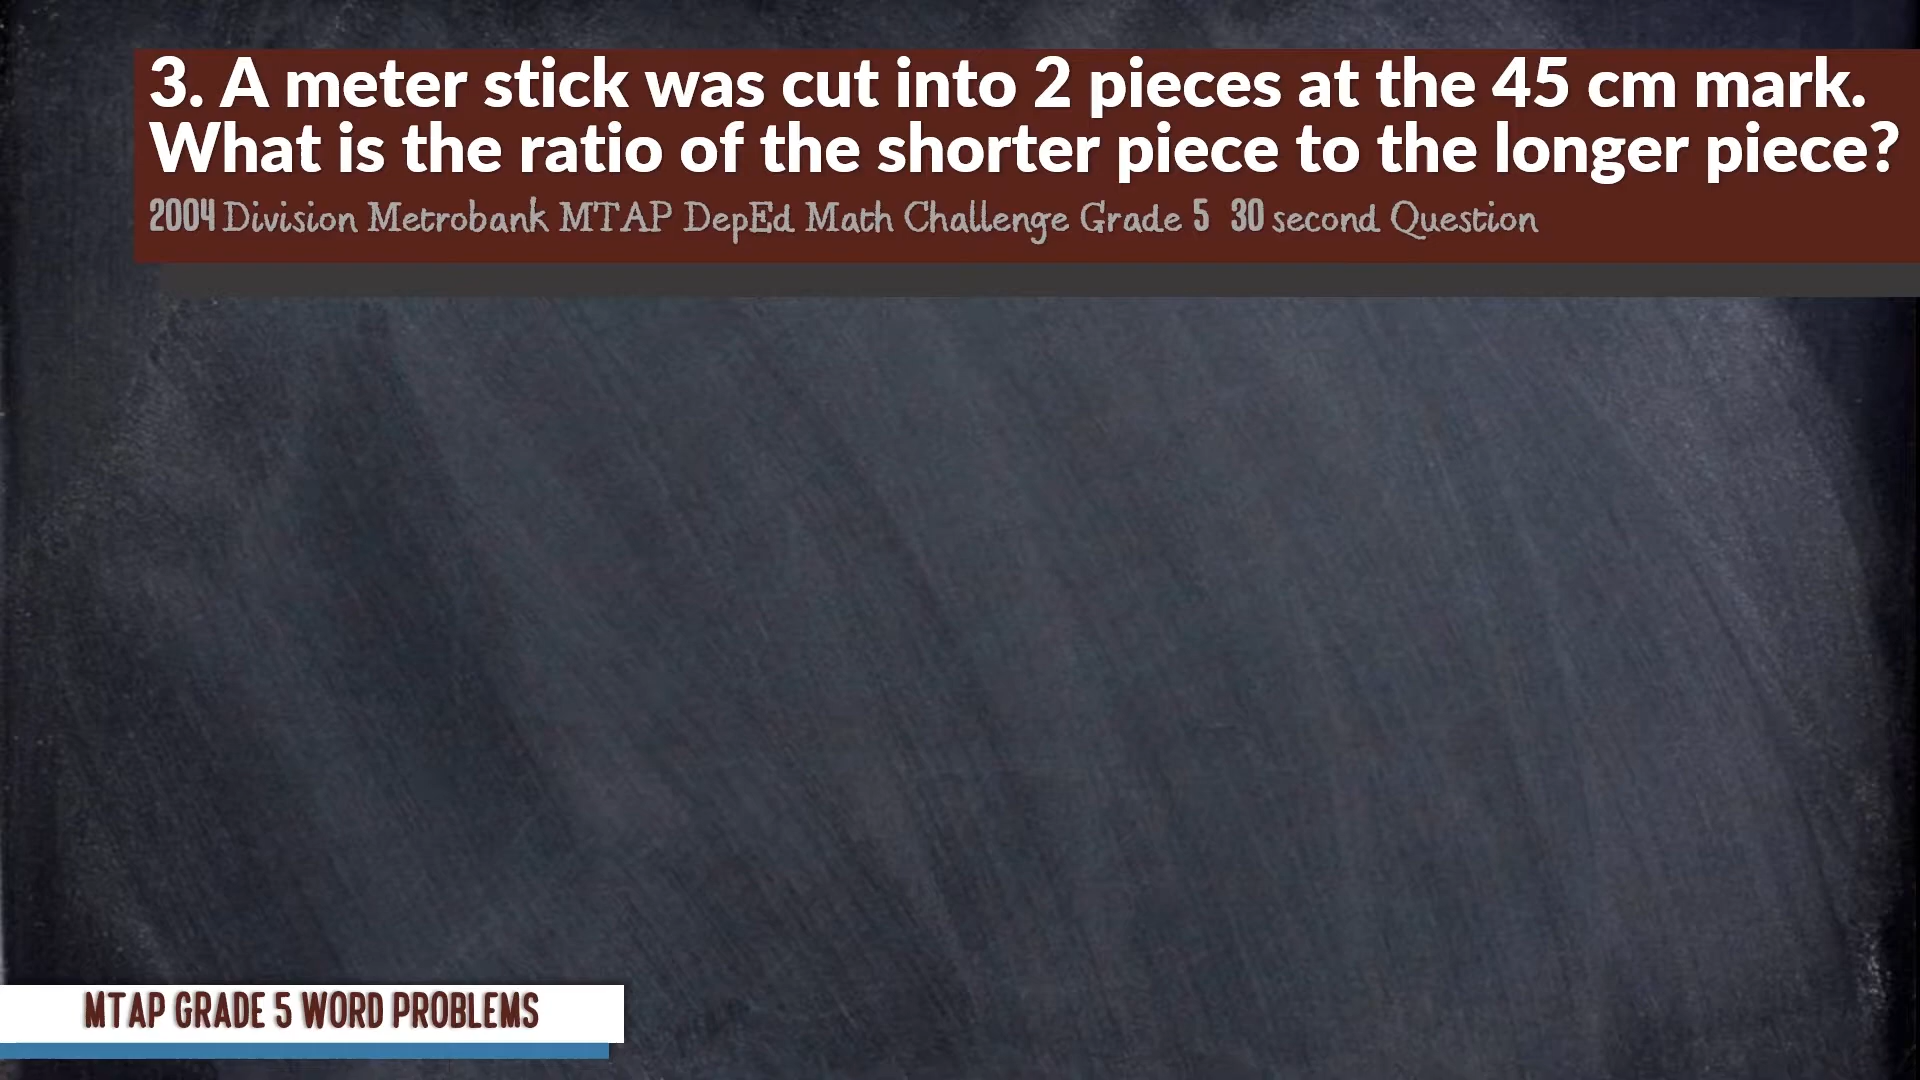 3. A meter stick was cut into 2 pieces at the 45 cm mark.
What is the ratio of the shorter piece to the longer piece?
2004 Division Metrobank MTAP DepEd Math Challenge Grade 5 30 second Question
MTAP GRADE 5 WORD PROBLEMS